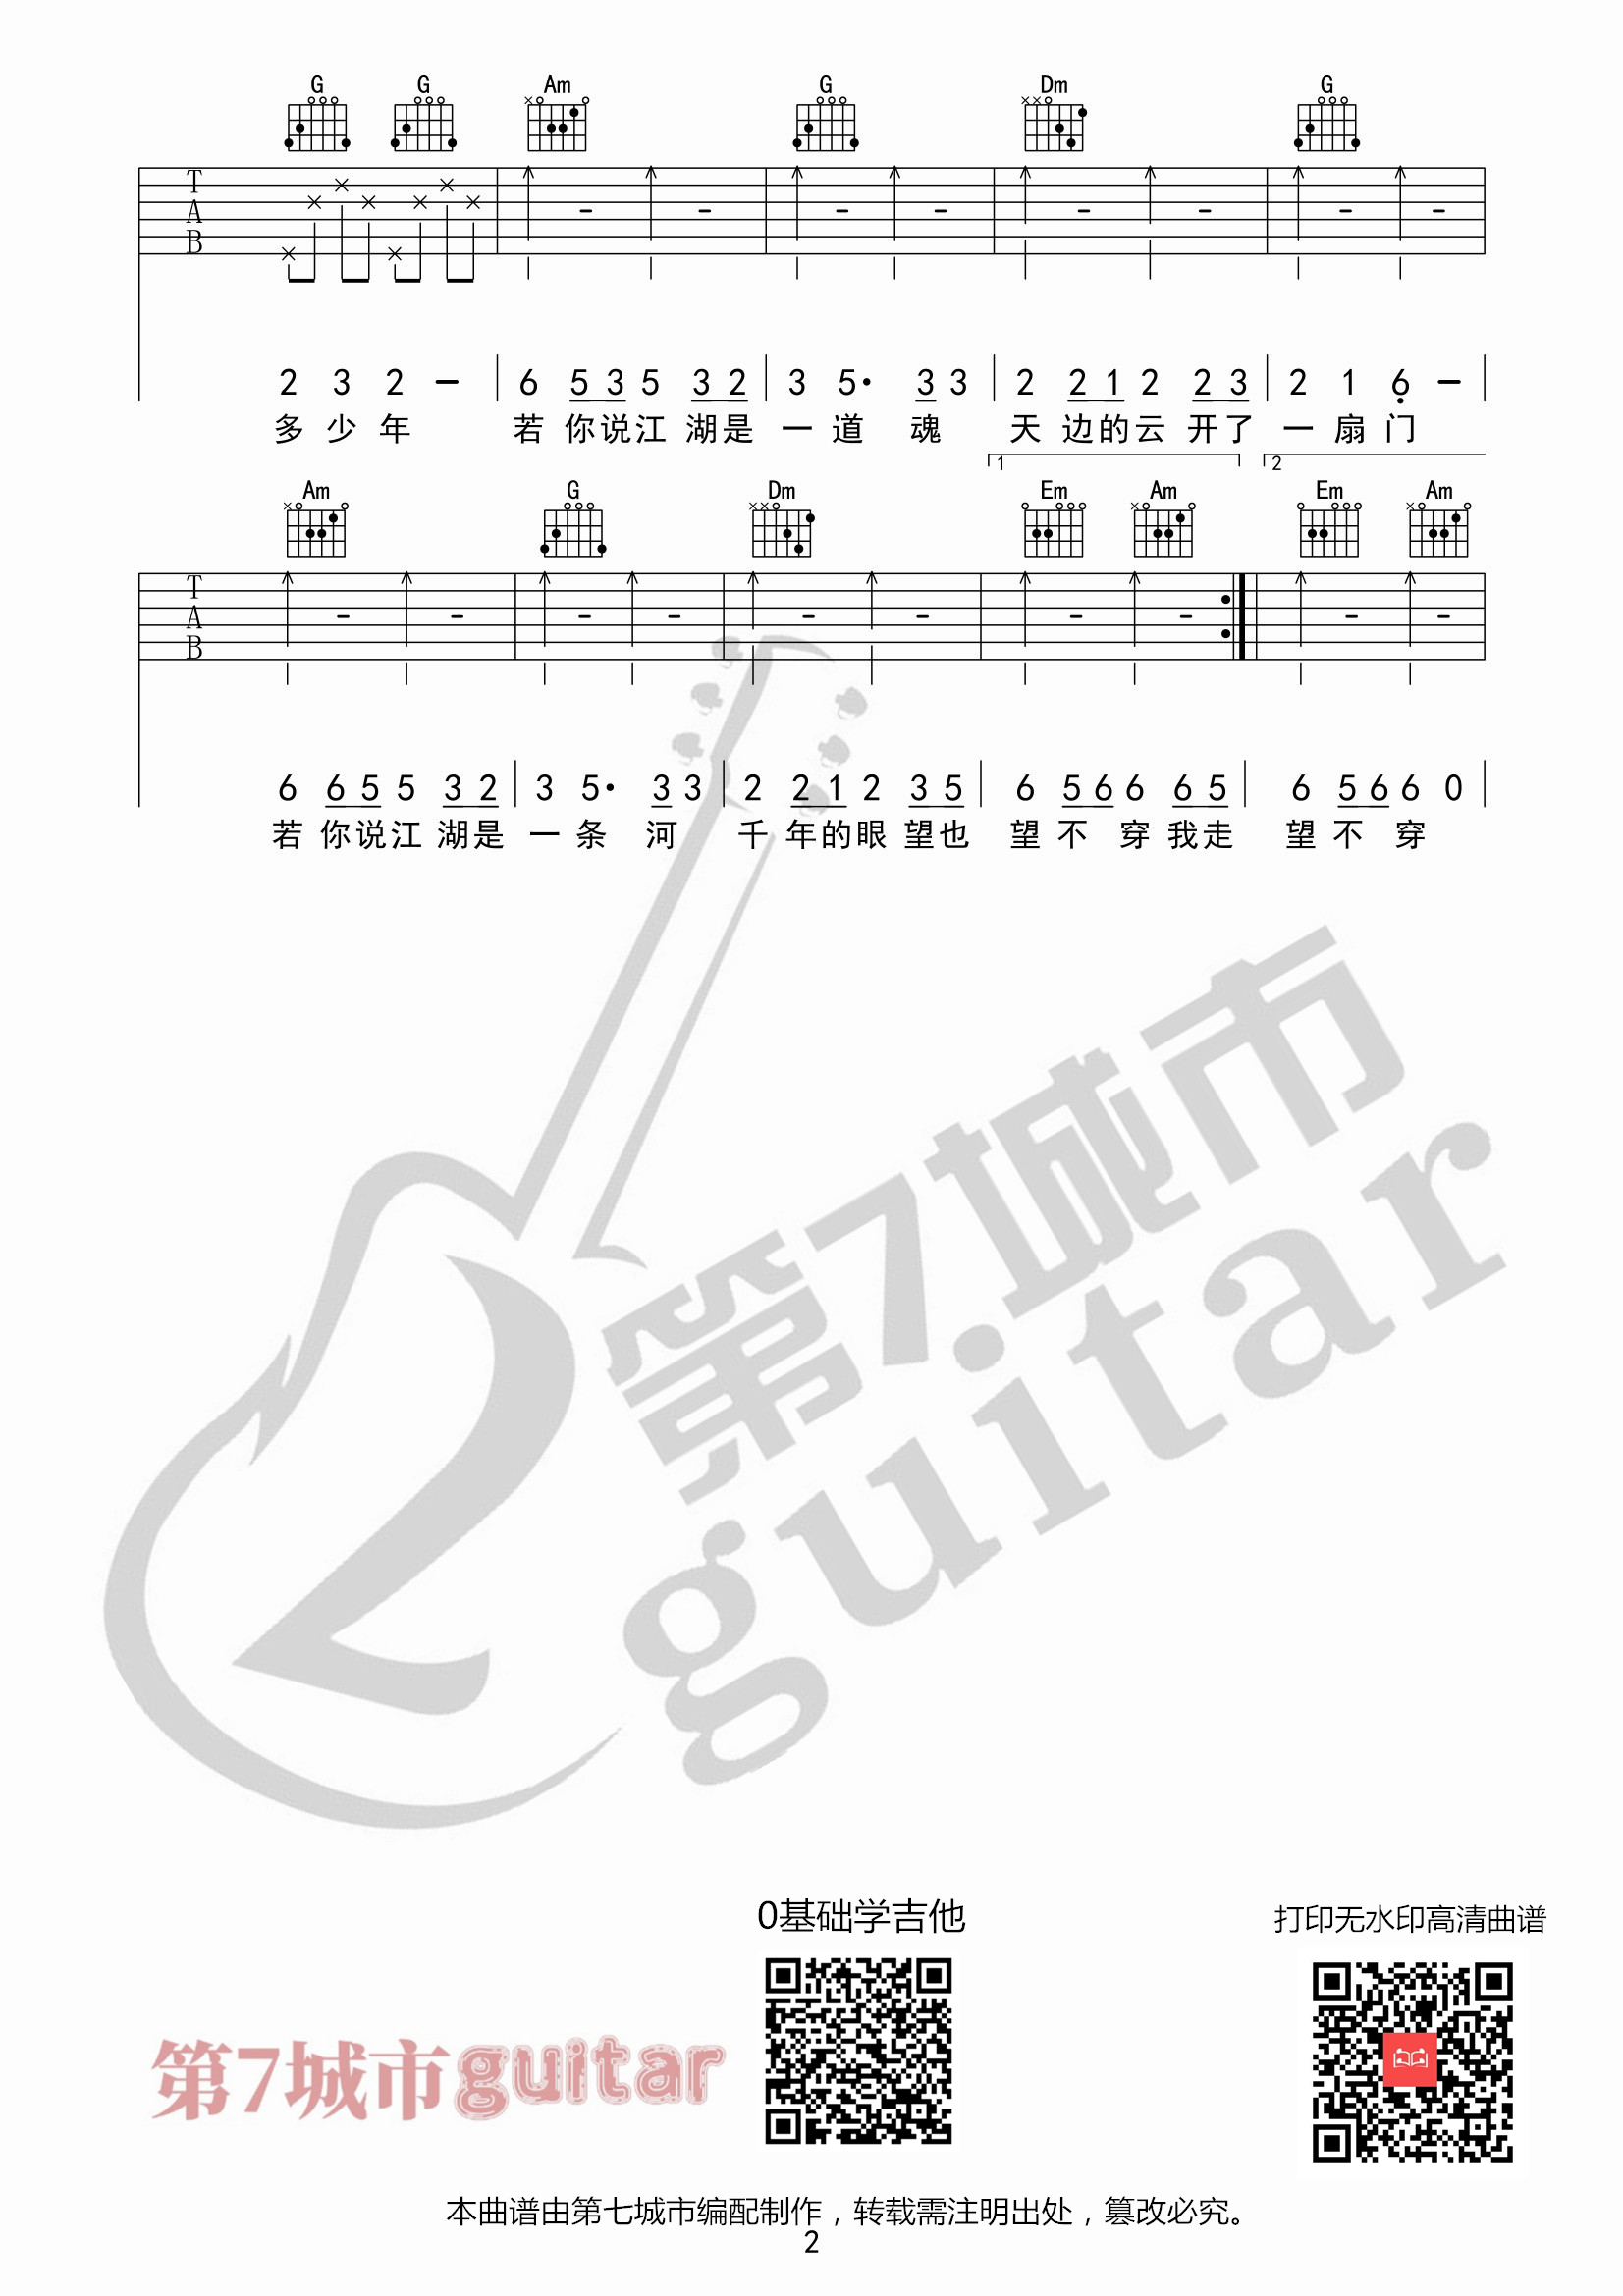 G G Am G Dm G
T
A
B
2 3 2 - 6 5 3 5 3 2 3 5· 3 3 2 2 1 2 2 3 2 1 6 -
多少年 若你说江湖是一道魂 天边的云开了一扇门
1 2
Am G Dm Em Am Em Am
T
A
B
6 6 5 5 3 2 3 5· 3 3 2 2 1 2 3 5 6 5 6 6 6 5 6 5 6 6 0
若你说江湖是一条河 千年的眼望也望不穿我走 望不穿
第7城市
guitar
0基础学吉他
打印无水印高清曲谱
第7城市guitar
本曲谱由第七城市编配制作，转载需注明出处，篡改必究。
2